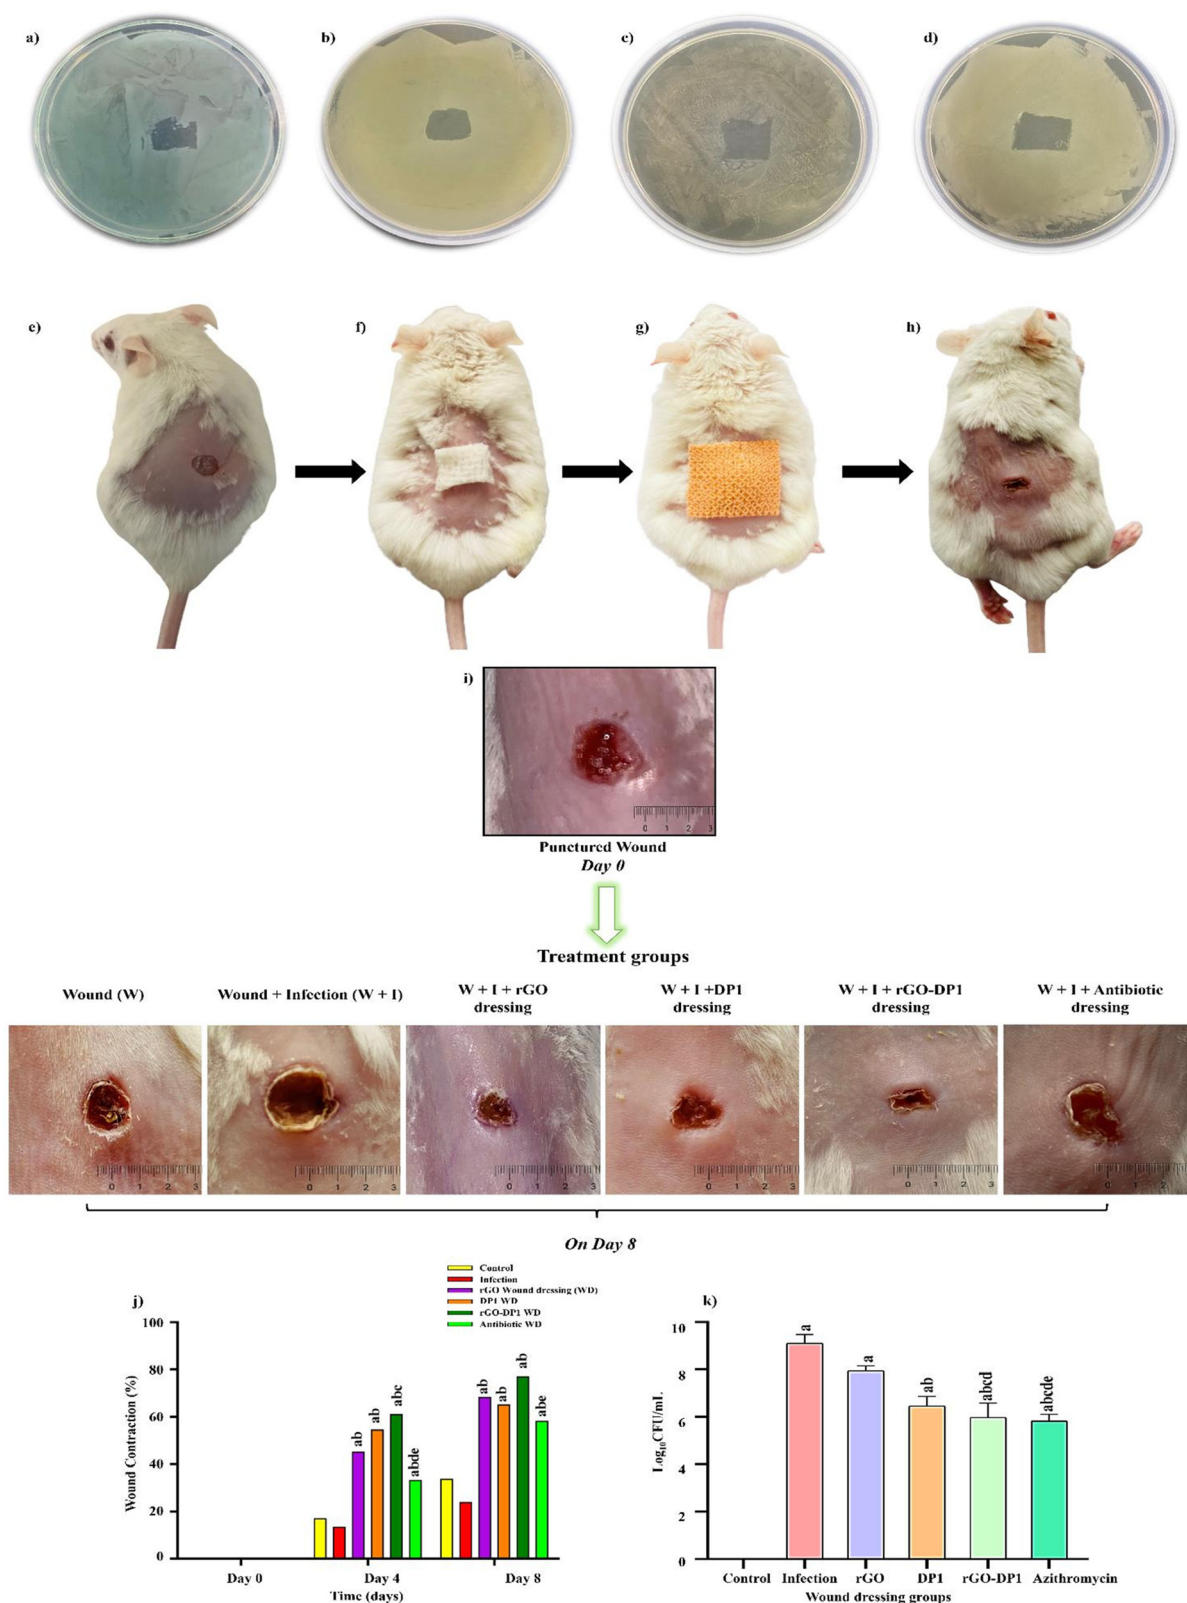 a)
b)
c)
d)
e)
f)
g)
h)
i)
0 1 2 3
Punctured Wound
Day 0
Treatment groups
Wound (W)
Wound + Infection (W + I)
W + I + rGO
dressing
W + I +DP1
dressing
W + I + rGO-DP1
dressing
W + I + Antibiotic
dressing
0 1 2 3
0 1 2 3
0 1 2 3
0 1 2 3
0 1 2 3
0 1 2
On Day 8
j)
Control
Infection
rGO Wound dressing (WD)
DP1 WD
rGO-DP1 WD
Antibiotic WD
Wound Contraction (%)
100
80
60
40
20
0
ab
ab
abc
abde
ab
ab
ab
abe
Day 0
Day 4
Day 8
Time (days)
k)
Log₁₀CFU/mL
10
8
6
4
2
0
a
a
ab
abcd
abcde
Control
Infection
rGO
DP1
rGO-DP1
Azithromycin
Wound dressing groups